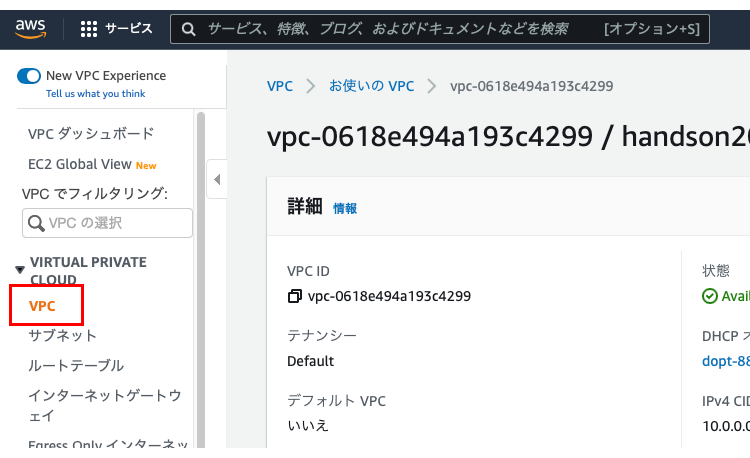 aws
サービス
サービス、特徴、ブログ、およびドキュメントなどを検索
[オプション+S]
New VPC Experience
Tell us what you think
VPC ダッシュボード
EC2 Global View New
VPC でフィルタリング:
VPC の選択
VIRTUAL PRIVATE
CLOUD
VPC
サブネット
ルートテーブル
インターネットゲートウ
ェイ
Egress Only インターネッ
VPC
お使いの VPC
vpc-0618e494a193c4299
vpc-0618e494a193c4299 / handson20
詳細 情報
VPC ID
vpc-0618e494a193c4299
テナンシー
Default
デフォルト VPC
いいえ
状態
Avai
DHCP オ
dopt-88
IPv4 CID
10.0.0.0